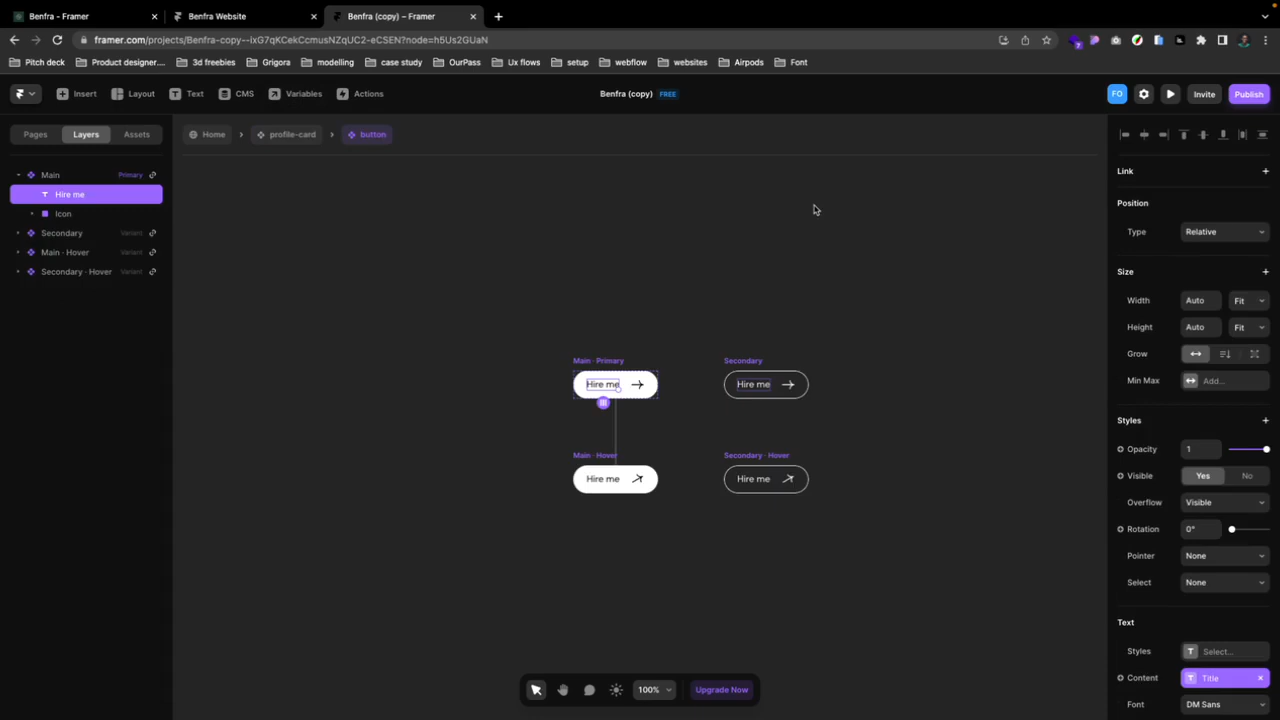 Benfra - Framer
Benfra Website
Benfra (copy) – Framer
framer.com/projects/Benfra-copy--IxG7qKCekCcmusNZqUC2-eCSEN?node=h5Us2GUaN
Pitch deck
Product designer....
3d freebies
Grigora
modelling
case study
OurPass
Ux flows
setup
webflow
websites
Airpods
Font
Insert
Layout
Text
CMS
Variables
Actions
Benfra (copy) FREE
FO
Invite
Publish
Pages
Layers
Assets
Home
profile-card
button
Main Primary
Hire me
Icon
Secondary Variant
Main · Hover Variant
Secondary · Hover Variant
Main · Primary
Hire me
Secondary
Hire me
Main · Hover
Hire me
Secondary · Hover
Hire me
100%
Upgrade Now
Link
Position
Type Relative
Size
Width Auto Fit
Height Auto Fit
Grow
Min Max Add...
Styles
Opacity 1
Visible Yes No
Overflow Visible
Rotation 0°
Pointer None
Select None
Text
Styles T Select...
Content T Title
Font DM Sans